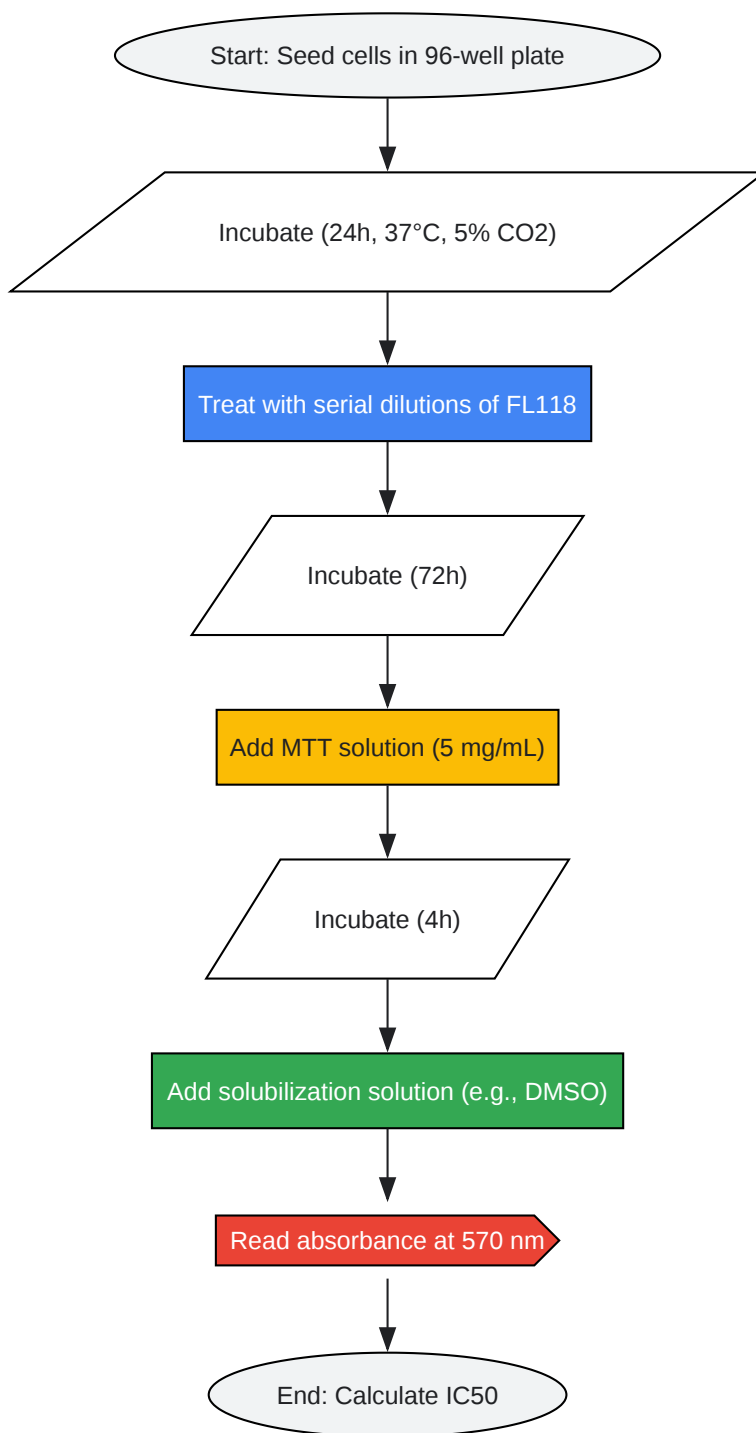 Start: Seed cells in 96-well plate
Incubate (24h, 37°C, 5% CO2)
Treat with serial dilutions of FL118
Incubate (72h)
Add MTT solution (5 mg/mL)
Incubate (4h)
Add solubilization solution (e.g., DMSO)
Read absorbance at 570 nm
End: Calculate IC50